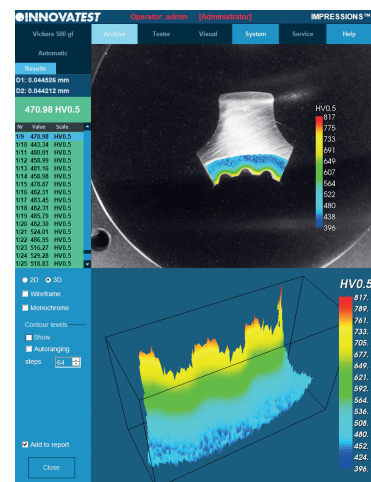 INNOVATEST Operator: admin [Administrator] IMPRESSIONS™
Vickers 500 gf Archive Tester Visual System Service Help
Automatic
Results
D1: 0.044526 mm
D2: 0.044212 mm
470.98 HV0.5
Nr Value Scale
1/9 470.98 HV0.5
1/10 443.34 HV0.5
1/11 480.01 HV0.5
1/12 458.99 HV0.5
1/13 481.16 HV0.5
1/14 458.98 HV0.5
1/15 478.87 HV0.5
1/16 482.31 HV0.5
1/17 483.45 HV0.5
1/18 482.31 HV0.5
1/19 485.79 HV0.5
1/20 482.30 HV0.5
1/21 524.01 HV0.5
1/22 486.95 HV0.5
1/23 516.27 HV0.5
1/24 529.28 HV0.5
1/25 518.83 HV0.5
HV0.5
817
775
733
691
649
607
564
522
480
438
396
2D 3D
Wireframe
Monochrome
Contour levels
Show
Autoranging
steps 64
Add to report
Close
HV0.5
817.
789.
761.
733.
705.
677.
649.
621.
592.
564.
536.
508.
480.
452.
424.
396.